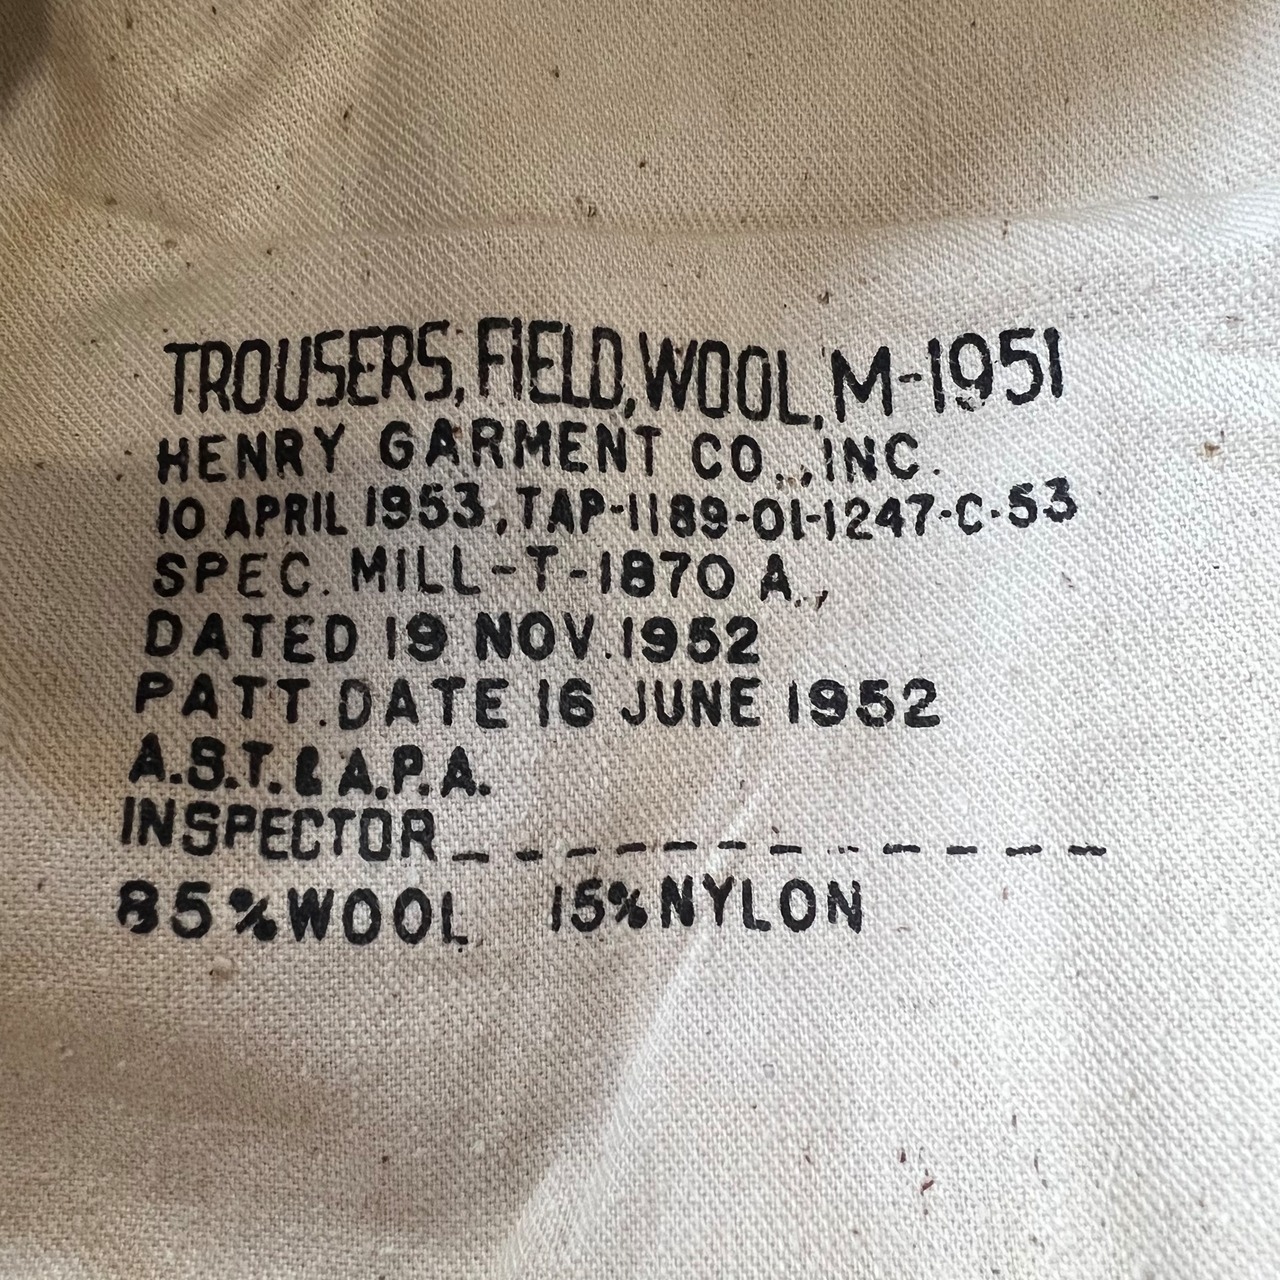 TROUSERS, FIELD, WOOL, M-1951
HENRY GARMENT CO., INC.
10 APRIL 1953, TAP-1189-01-1247-C-53
SPEC. MILL-T-1870 A.,
DATED 19 NOV. 1952
PATT. DATE 16 JUNE 1952
A.S.T. & A.P.A.
INSPECTOR_ _ _ _ _ _ _ _ _ _ _
85% WOOL 15% NYLON